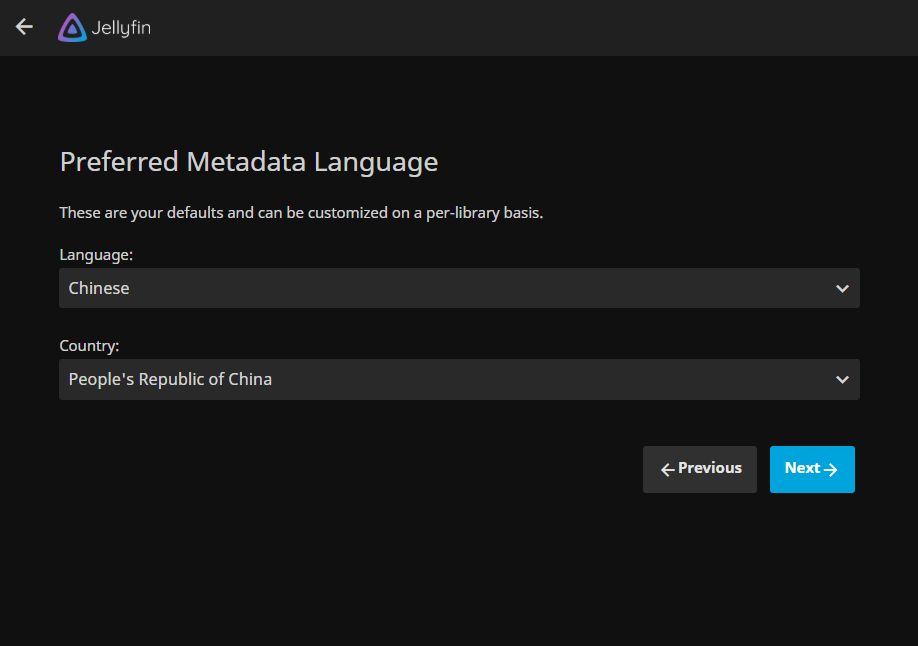 Jellyfin
Preferred Metadata Language
These are your defaults and can be customized on a per-library basis.
Language:
Chinese
Country:
People's Republic of China
Previous
Next